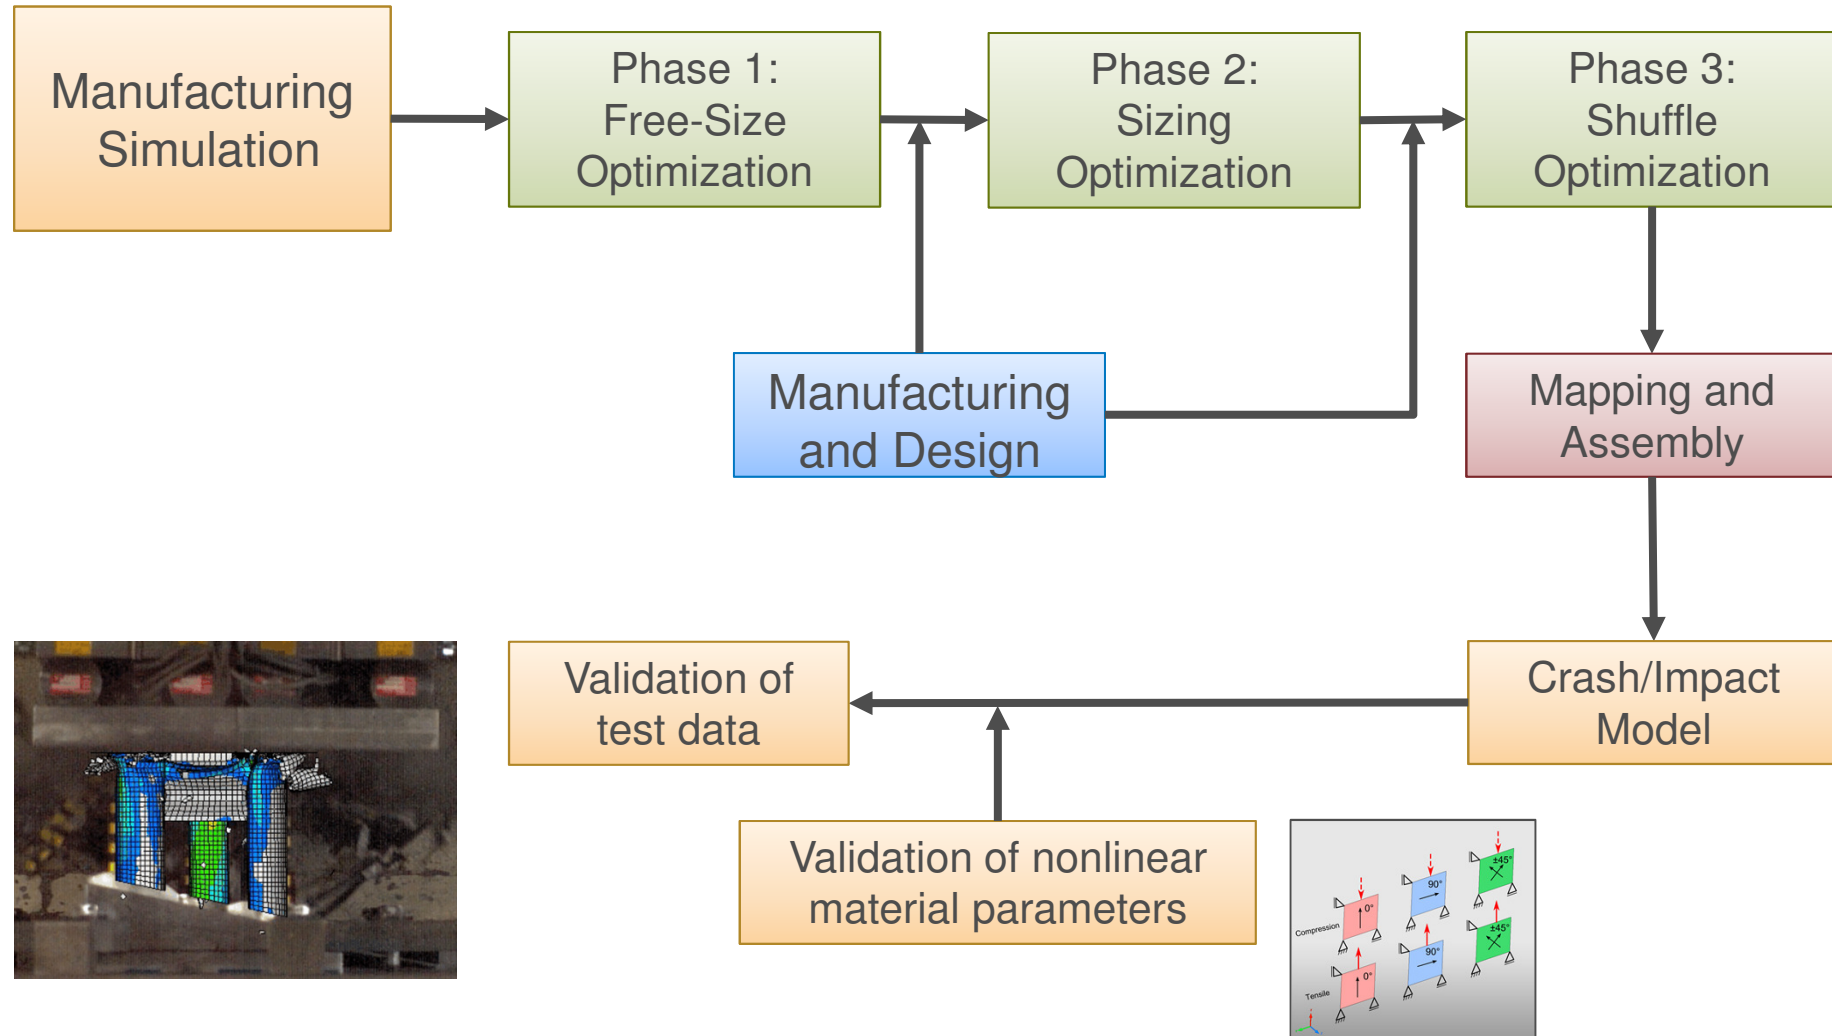 Manufacturing
Simulation
Phase 1:
Free-Size
Optimization
Phase 2:
Sizing
Optimization
Phase 3:
Shuffle
Optimization
Manufacturing
and Design
Mapping and
Assembly
Validation of
test data
Crash/Impact
Model
Validation of nonlinear
material parameters
Compression
0°
90°
±45°
Tensile
0°
90°
±45°